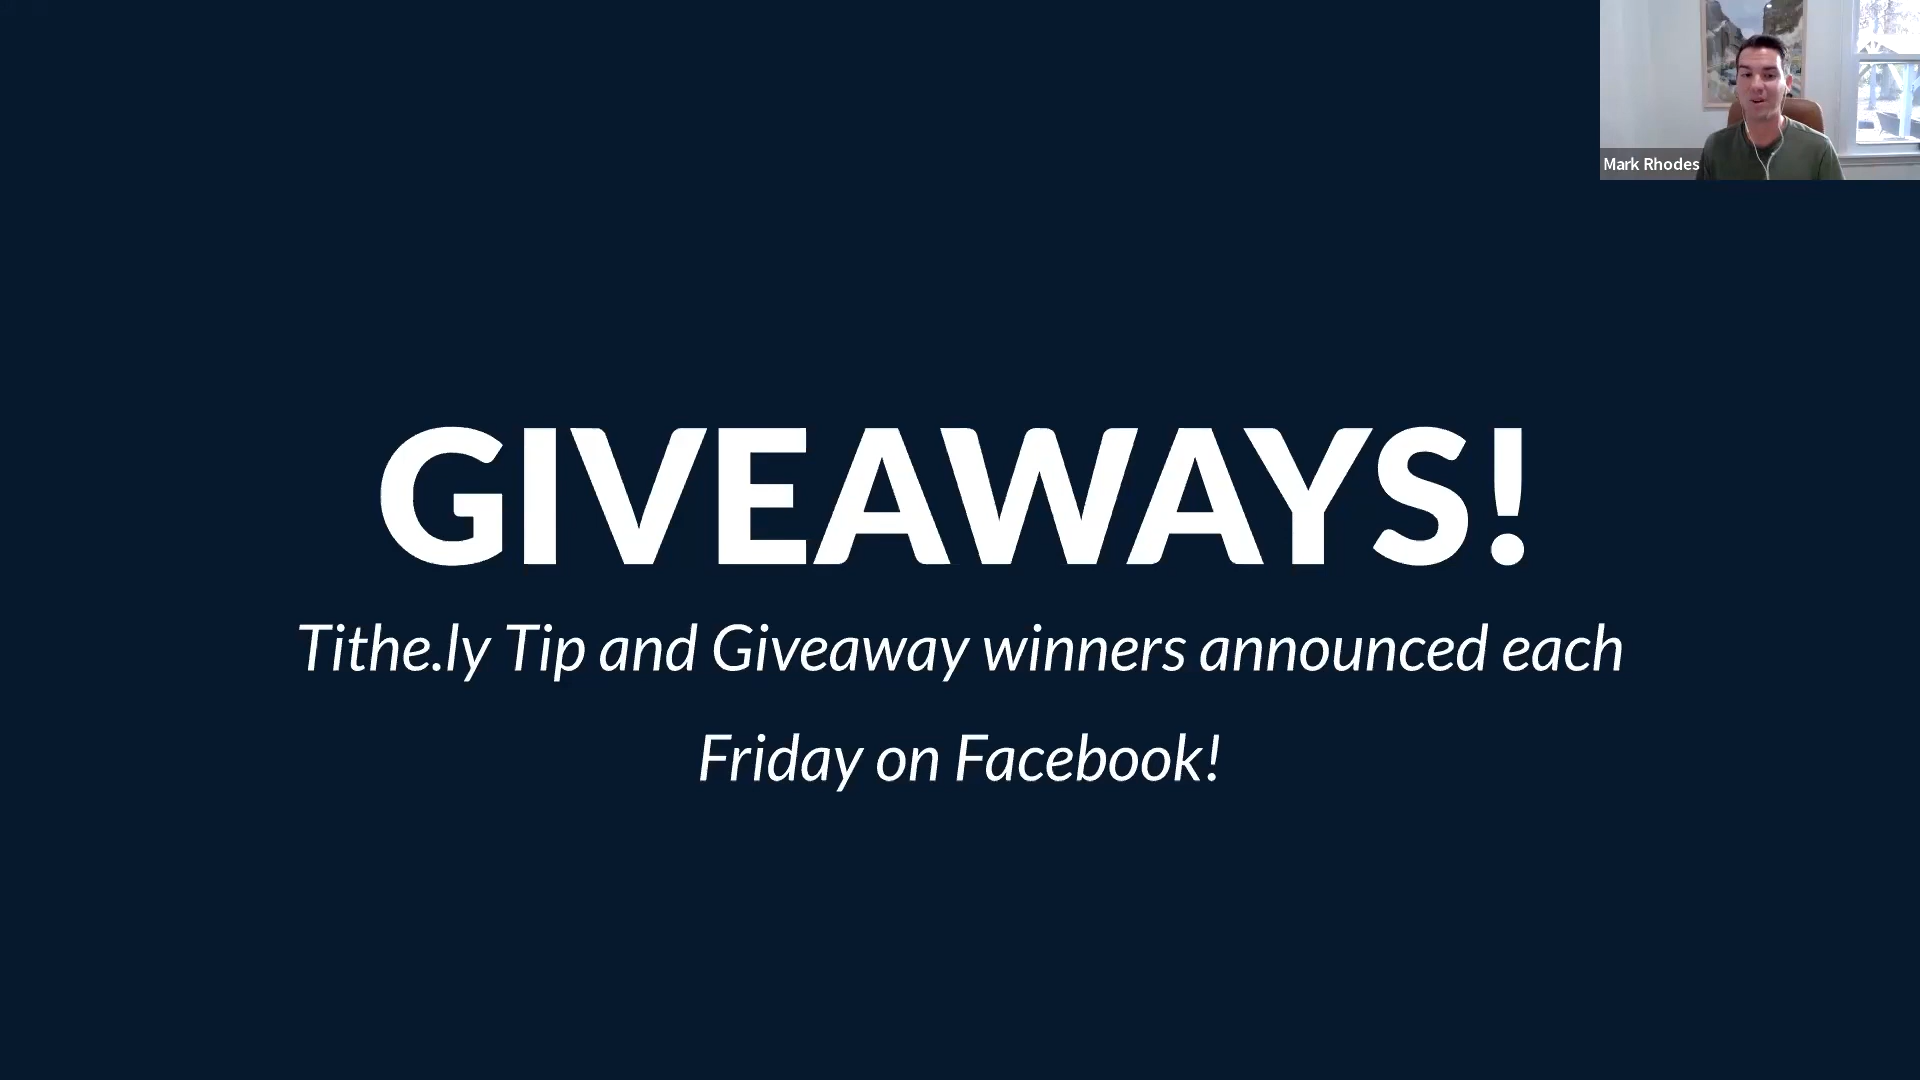 Mark Rhodes
GIVEAWAYS!
Tithe.ly Tip and Giveaway winners announced each
Friday on Facebook!